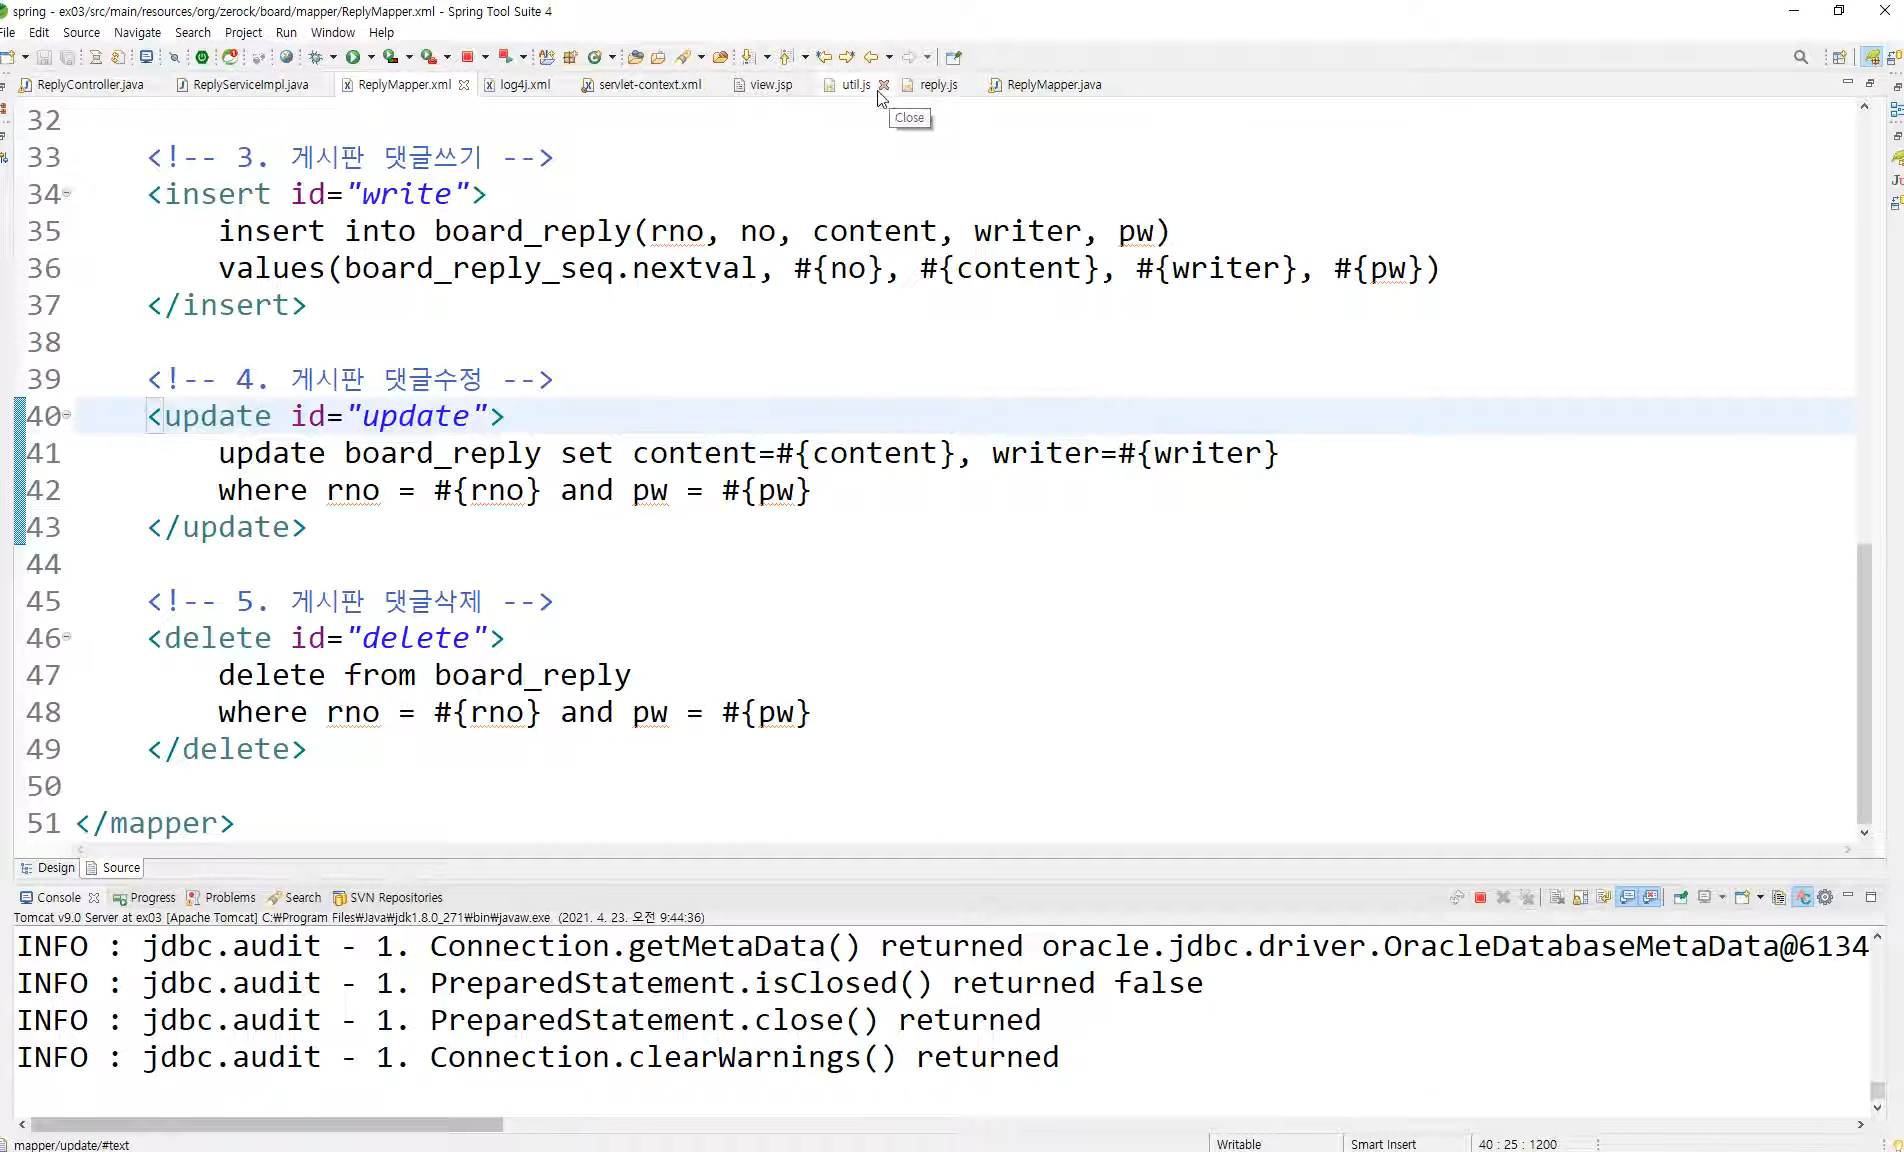 spring - ex03/src/main/resources/org/zerock/board/mapper/ReplyMapper.xml - Spring Tool Suite 4
File Edit Source Navigate Search Project Run Window Help
ReplyController.java ReplyServiceImpl.java ReplyMapper.xml log4j.xml servlet-context.xml view.jsp util.js reply.js ReplyMapper.java
Close
32
33 <!-- 3. 게시판 댓글쓰기 -->
34 <insert id="write">
35 insert into board_reply(rno, no, content, writer, pw)
36 values(board_reply_seq.nextval, #{no}, #{content}, #{writer}, #{pw})
37 </insert>
38
39 <!-- 4. 게시판 댓글수정 -->
40 <update id="update">
41 update board_reply set content=#{content}, writer=#{writer}
42 where rno = #{rno} and pw = #{pw}
43 </update>
44
45 <!-- 5. 게시판 댓글삭제 -->
46 <delete id="delete">
47 delete from board_reply
48 where rno = #{rno} and pw = #{pw}
49 </delete>
50
51 </mapper>
Design Source
Console Progress Problems Search SVN Repositories
Tomcat v9.0 Server at ex03 [Apache Tomcat] C:₩Program Files₩Java₩jdk1.8.0_271₩bin₩javaw.exe (2021. 4. 23. 오전 9:44:36)
INFO : jdbc.audit - 1. Connection.getMetaData() returned oracle.jdbc.driver.OracleDatabaseMetaData@6134
INFO : jdbc.audit - 1. PreparedStatement.isClosed() returned false
INFO : jdbc.audit - 1. PreparedStatement.close() returned
INFO : jdbc.audit - 1. Connection.clearWarnings() returned
mapper/update/#text Writable Smart Insert 40 : 25 : 1200